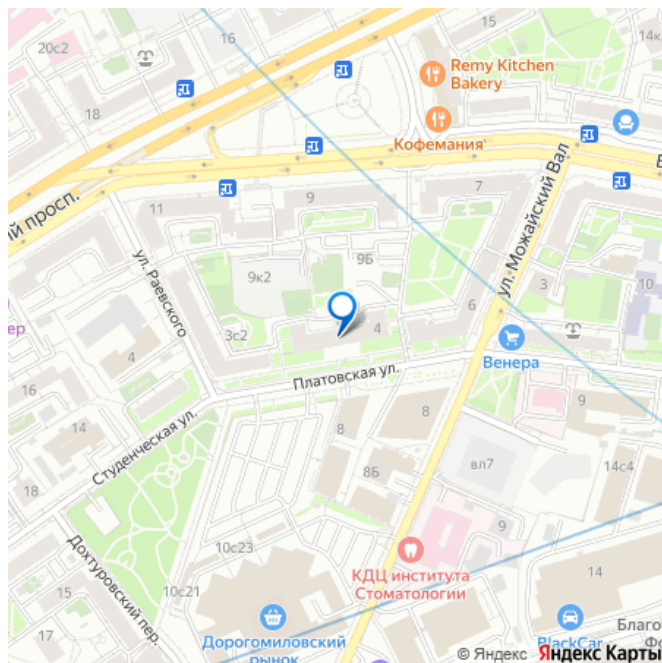 20с2
16
15
14к
Remy Kitchen
Bakery
18
Кофемания
ий просп.
11
9
7
ул. Можайский Вал
ул. Раевского
9Б
9к2
3
10
ер
3с2
4
6
4
Венера
16
Платовская ул.
9
14
8
8
Студенческая ул.
18
8Б
вл7
14с4
9
Дохтуровский пер.
10с23
КДЦ института
Стоматологии
15
10с21
14
17
Дорогомиловский
рынок
BlackCar
Благо
Фо
© Яндекс Яндекс Карты